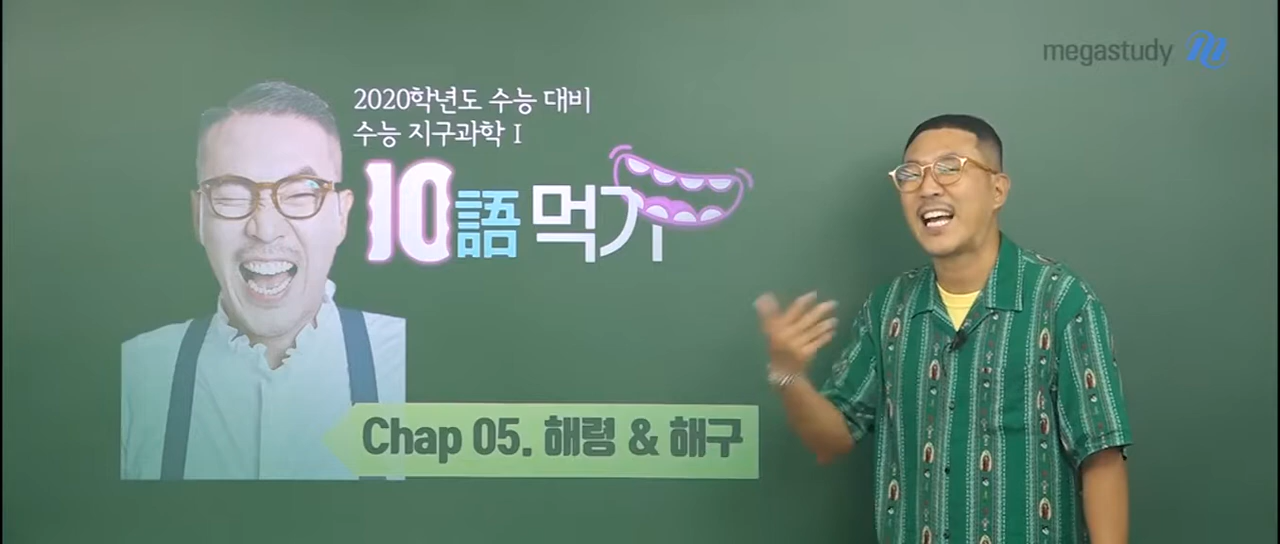 megastudy
2020학년도 수능 대비
수능 지구과학 I
10語 먹기
Chap 05. 해령 & 해구